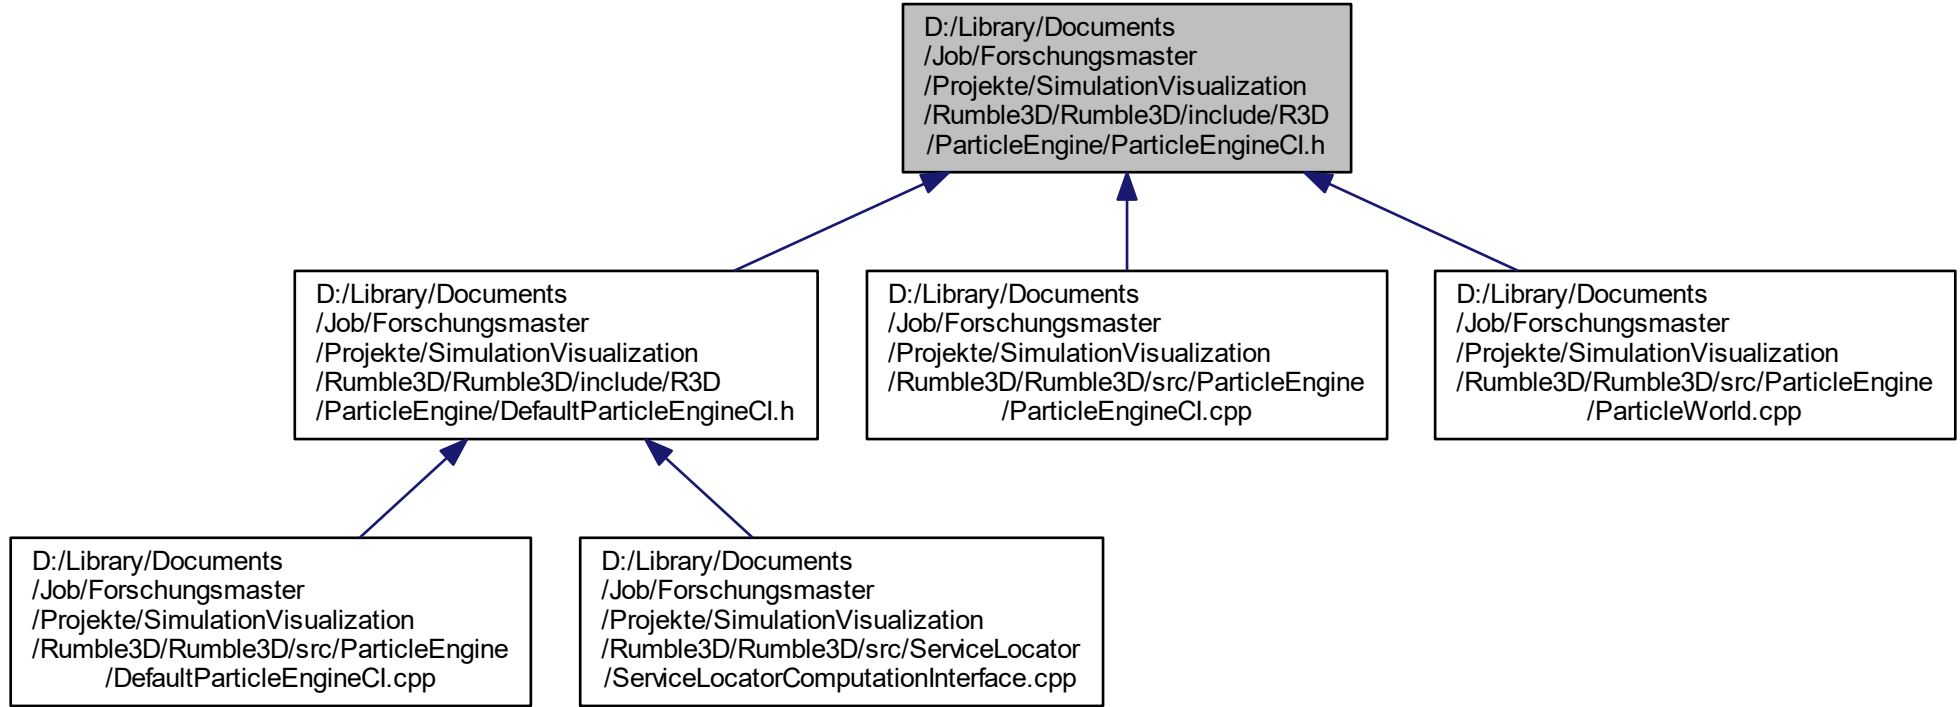 D:/Library/Documents
/Job/Forschungsmaster
/Projekte/SimulationVisualization
/Rumble3D/Rumble3D/include/R3D
/ParticleEngine/ParticleEngineCI.h
D:/Library/Documents
/Job/Forschungsmaster
/Projekte/SimulationVisualization
/Rumble3D/Rumble3D/include/R3D
/ParticleEngine/DefaultParticleEngineCI.h
D:/Library/Documents
/Job/Forschungsmaster
/Projekte/SimulationVisualization
/Rumble3D/Rumble3D/src/ParticleEngine
/ParticleEngineCI.cpp
D:/Library/Documents
/Job/Forschungsmaster
/Projekte/SimulationVisualization
/Rumble3D/Rumble3D/src/ParticleEngine
/ParticleWorld.cpp
D:/Library/Documents
/Job/Forschungsmaster
/Projekte/SimulationVisualization
/Rumble3D/Rumble3D/src/ParticleEngine
/DefaultParticleEngineCI.cpp
D:/Library/Documents
/Job/Forschungsmaster
/Projekte/SimulationVisualization
/Rumble3D/Rumble3D/src/ServiceLocator
/ServiceLocatorComputationInterface.cpp